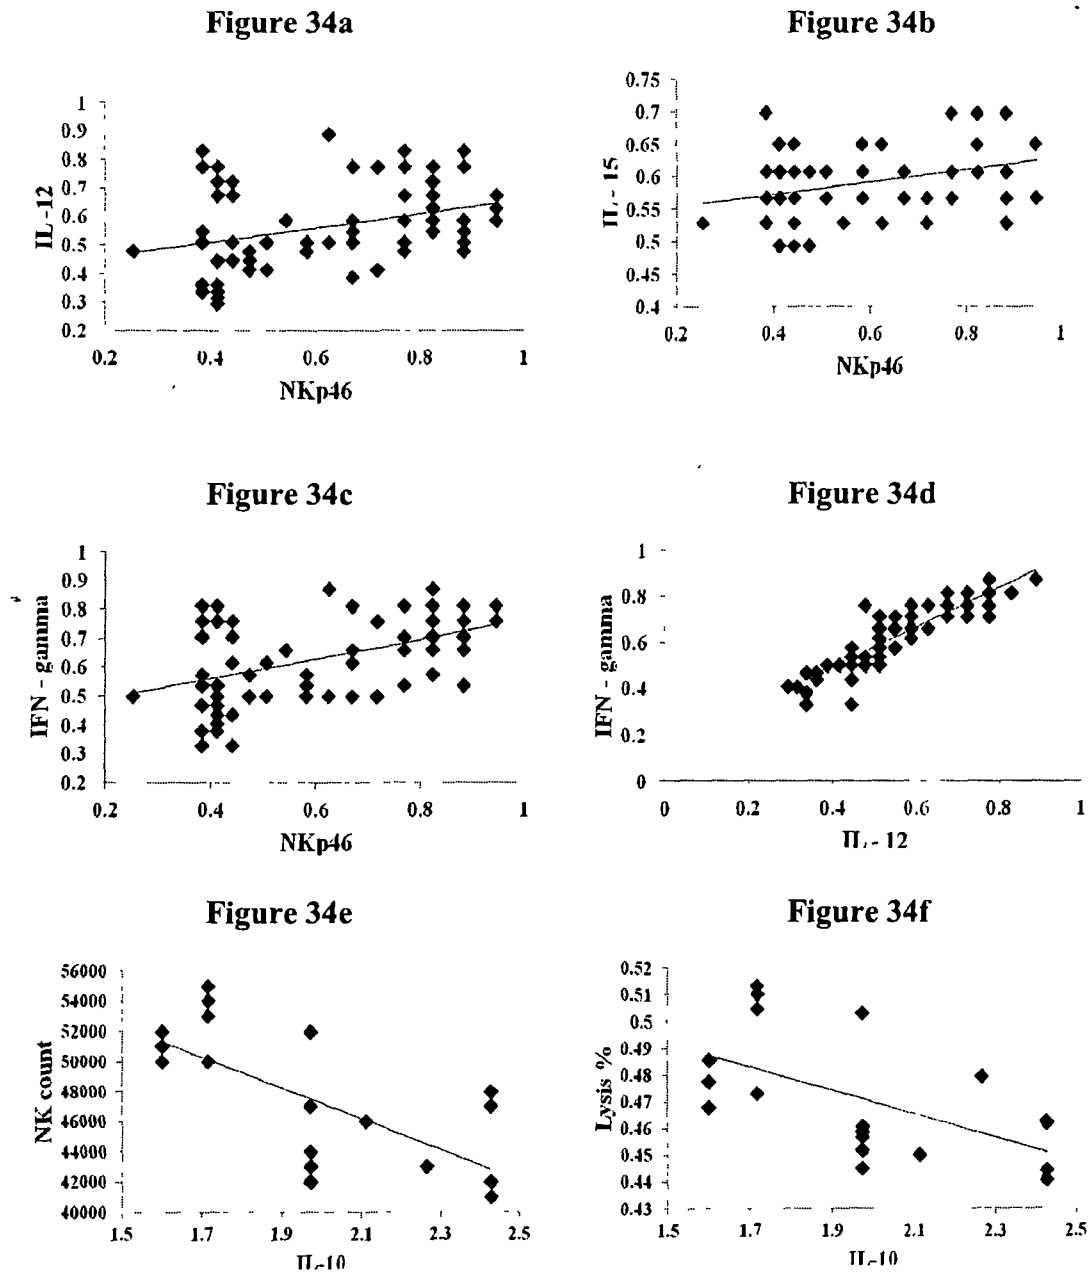 Figure 34a
IL-12
1
0.9
0.8
0.7
0.6
0.5
0.4
0.3
0.2
0.2 0.4 0.6 0.8 1
NKp46
Figure 34b
IL - 15
0.75
0.7
0.65
0.6
0.55
0.5
0.45
0.4
0.2 0.4 0.6 0.8 1
NKp46
Figure 34c
IFN - gamma
1
0.9
0.8
0.7
0.6
0.5
0.4
0.3
0.2
0.2 0.4 0.6 0.8 1
NKp46
Figure 34d
IFN - gamma
1
0.8
0.6
0.4
0.2
0
0 0.2 0.4 0.6 0.8 1
IL - 12
Figure 34e
NK count
56000
54000
52000
50000
48000
46000
44000
42000
40000
1.5 1.7 1.9 2.1 2.3 2.5
IL-10
Figure 34f
Lysis %
0.52
0.51
0.5
0.49
0.48
0.47
0.46
0.45
0.44
0.43
1.5 1.7 1.9 2.1 2.3 2.5
IL-10